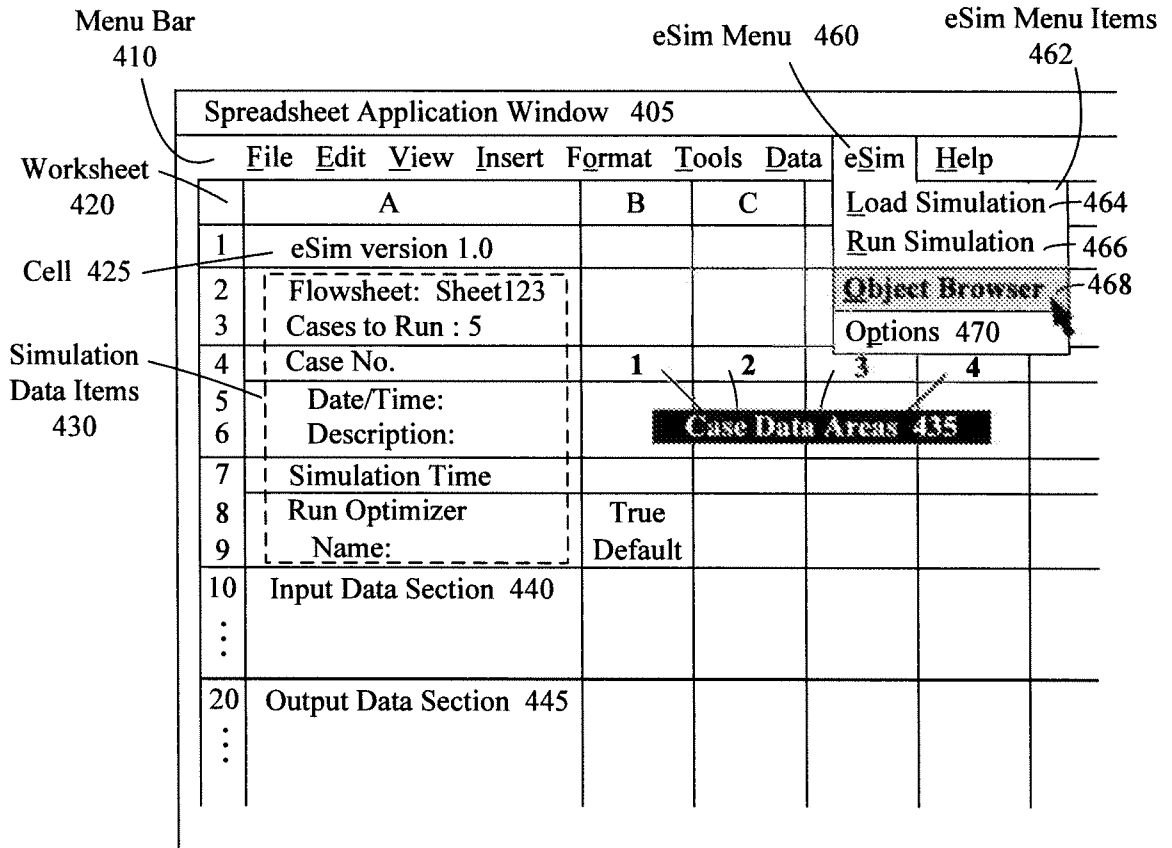 Menu Bar
410
eSim Menu 460
eSim Menu Items
462
Spreadsheet Application Window 405
File Edit View Insert Format Tools Data eSim Help
Worksheet
420
A B C
Load Simulation 464
Run Simulation 466
Object Browser 468
Options 470
1 eSim version 1.0
Cell 425
2 Flowsheet: Sheet123
3 Cases to Run : 5
4 Case No. 1 2 3 4
Simulation
Data Items
430
5 Date/Time:
6 Description:
Case Data Areas 435
7 Simulation Time
8 Run Optimizer True
9 Name: Default
10 Input Data Section 440
20 Output Data Section 445